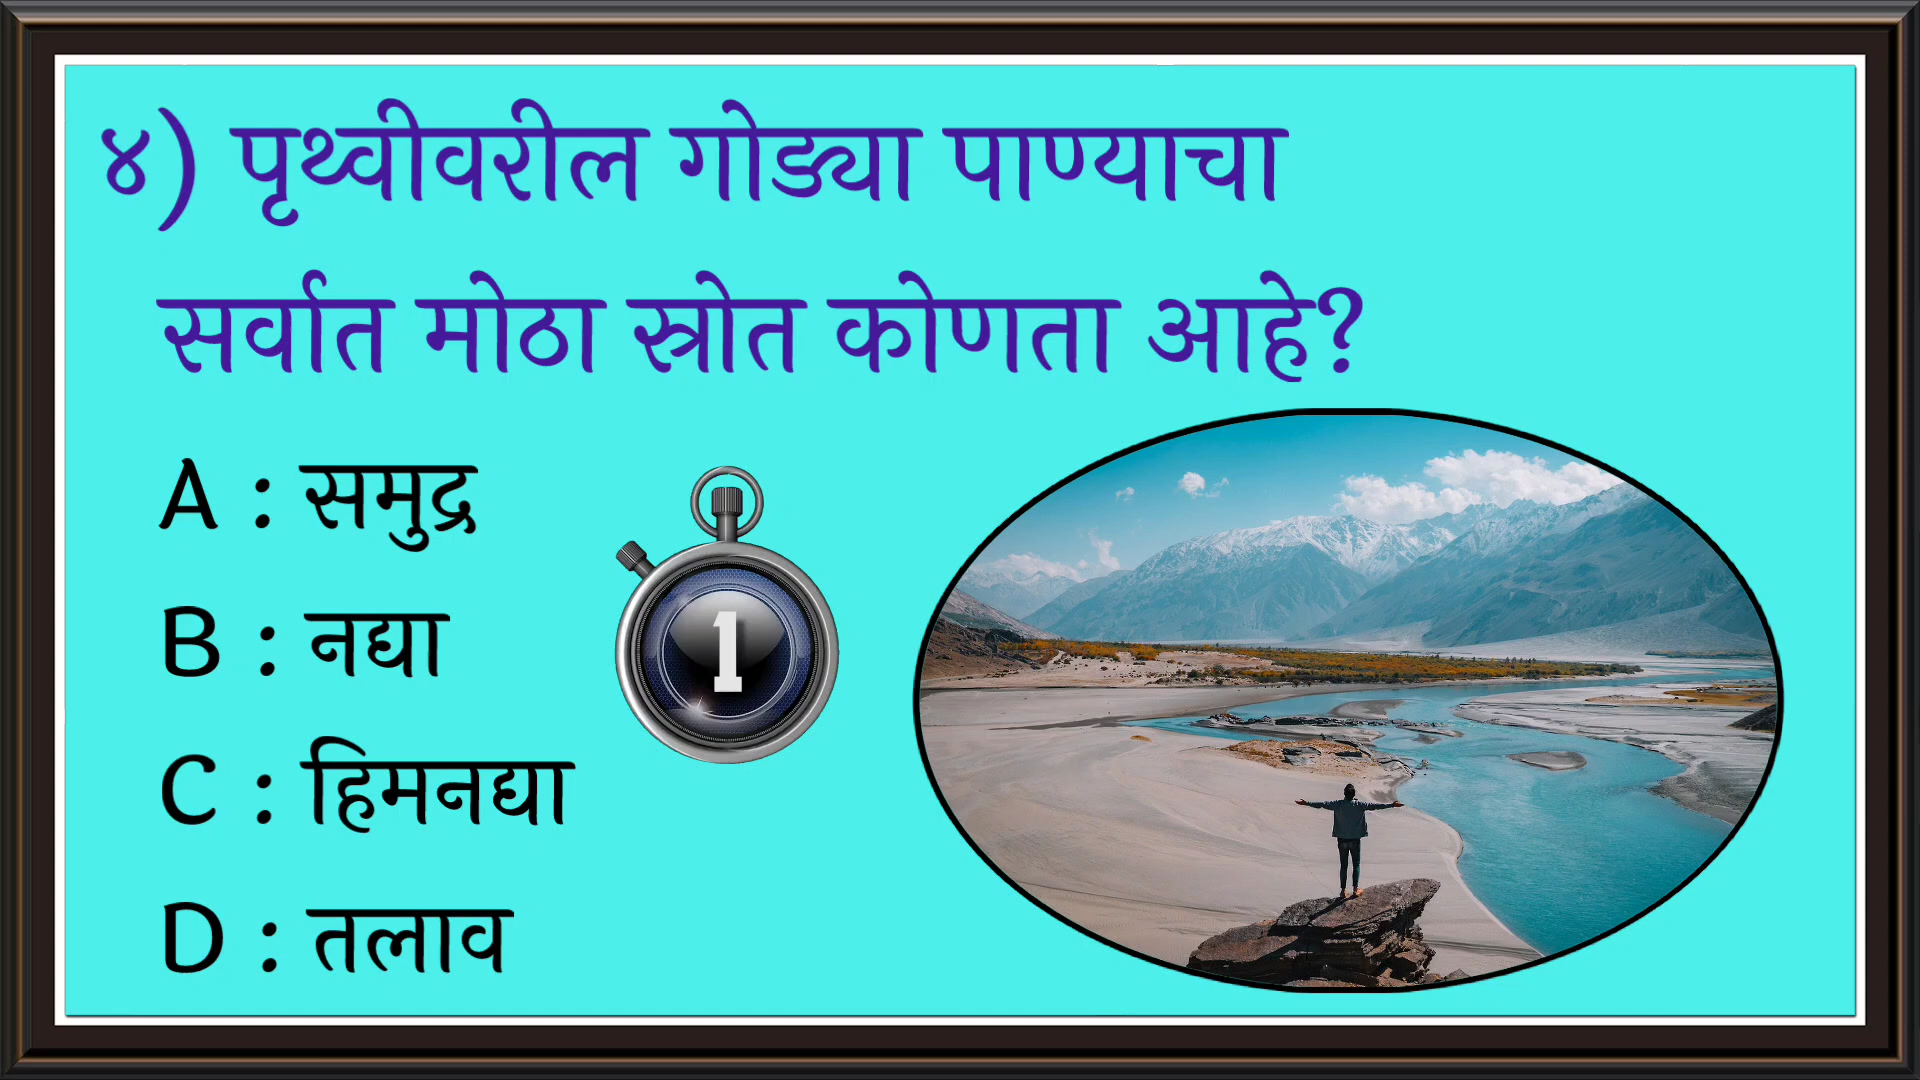 ४) पृथ्वीवरील गोड्या पाण्याचा
सर्वात मोठा स्रोत कोणता आहे?
A : समुद्र
B : नद्या
1
C : हिमनद्या
D : तलाव